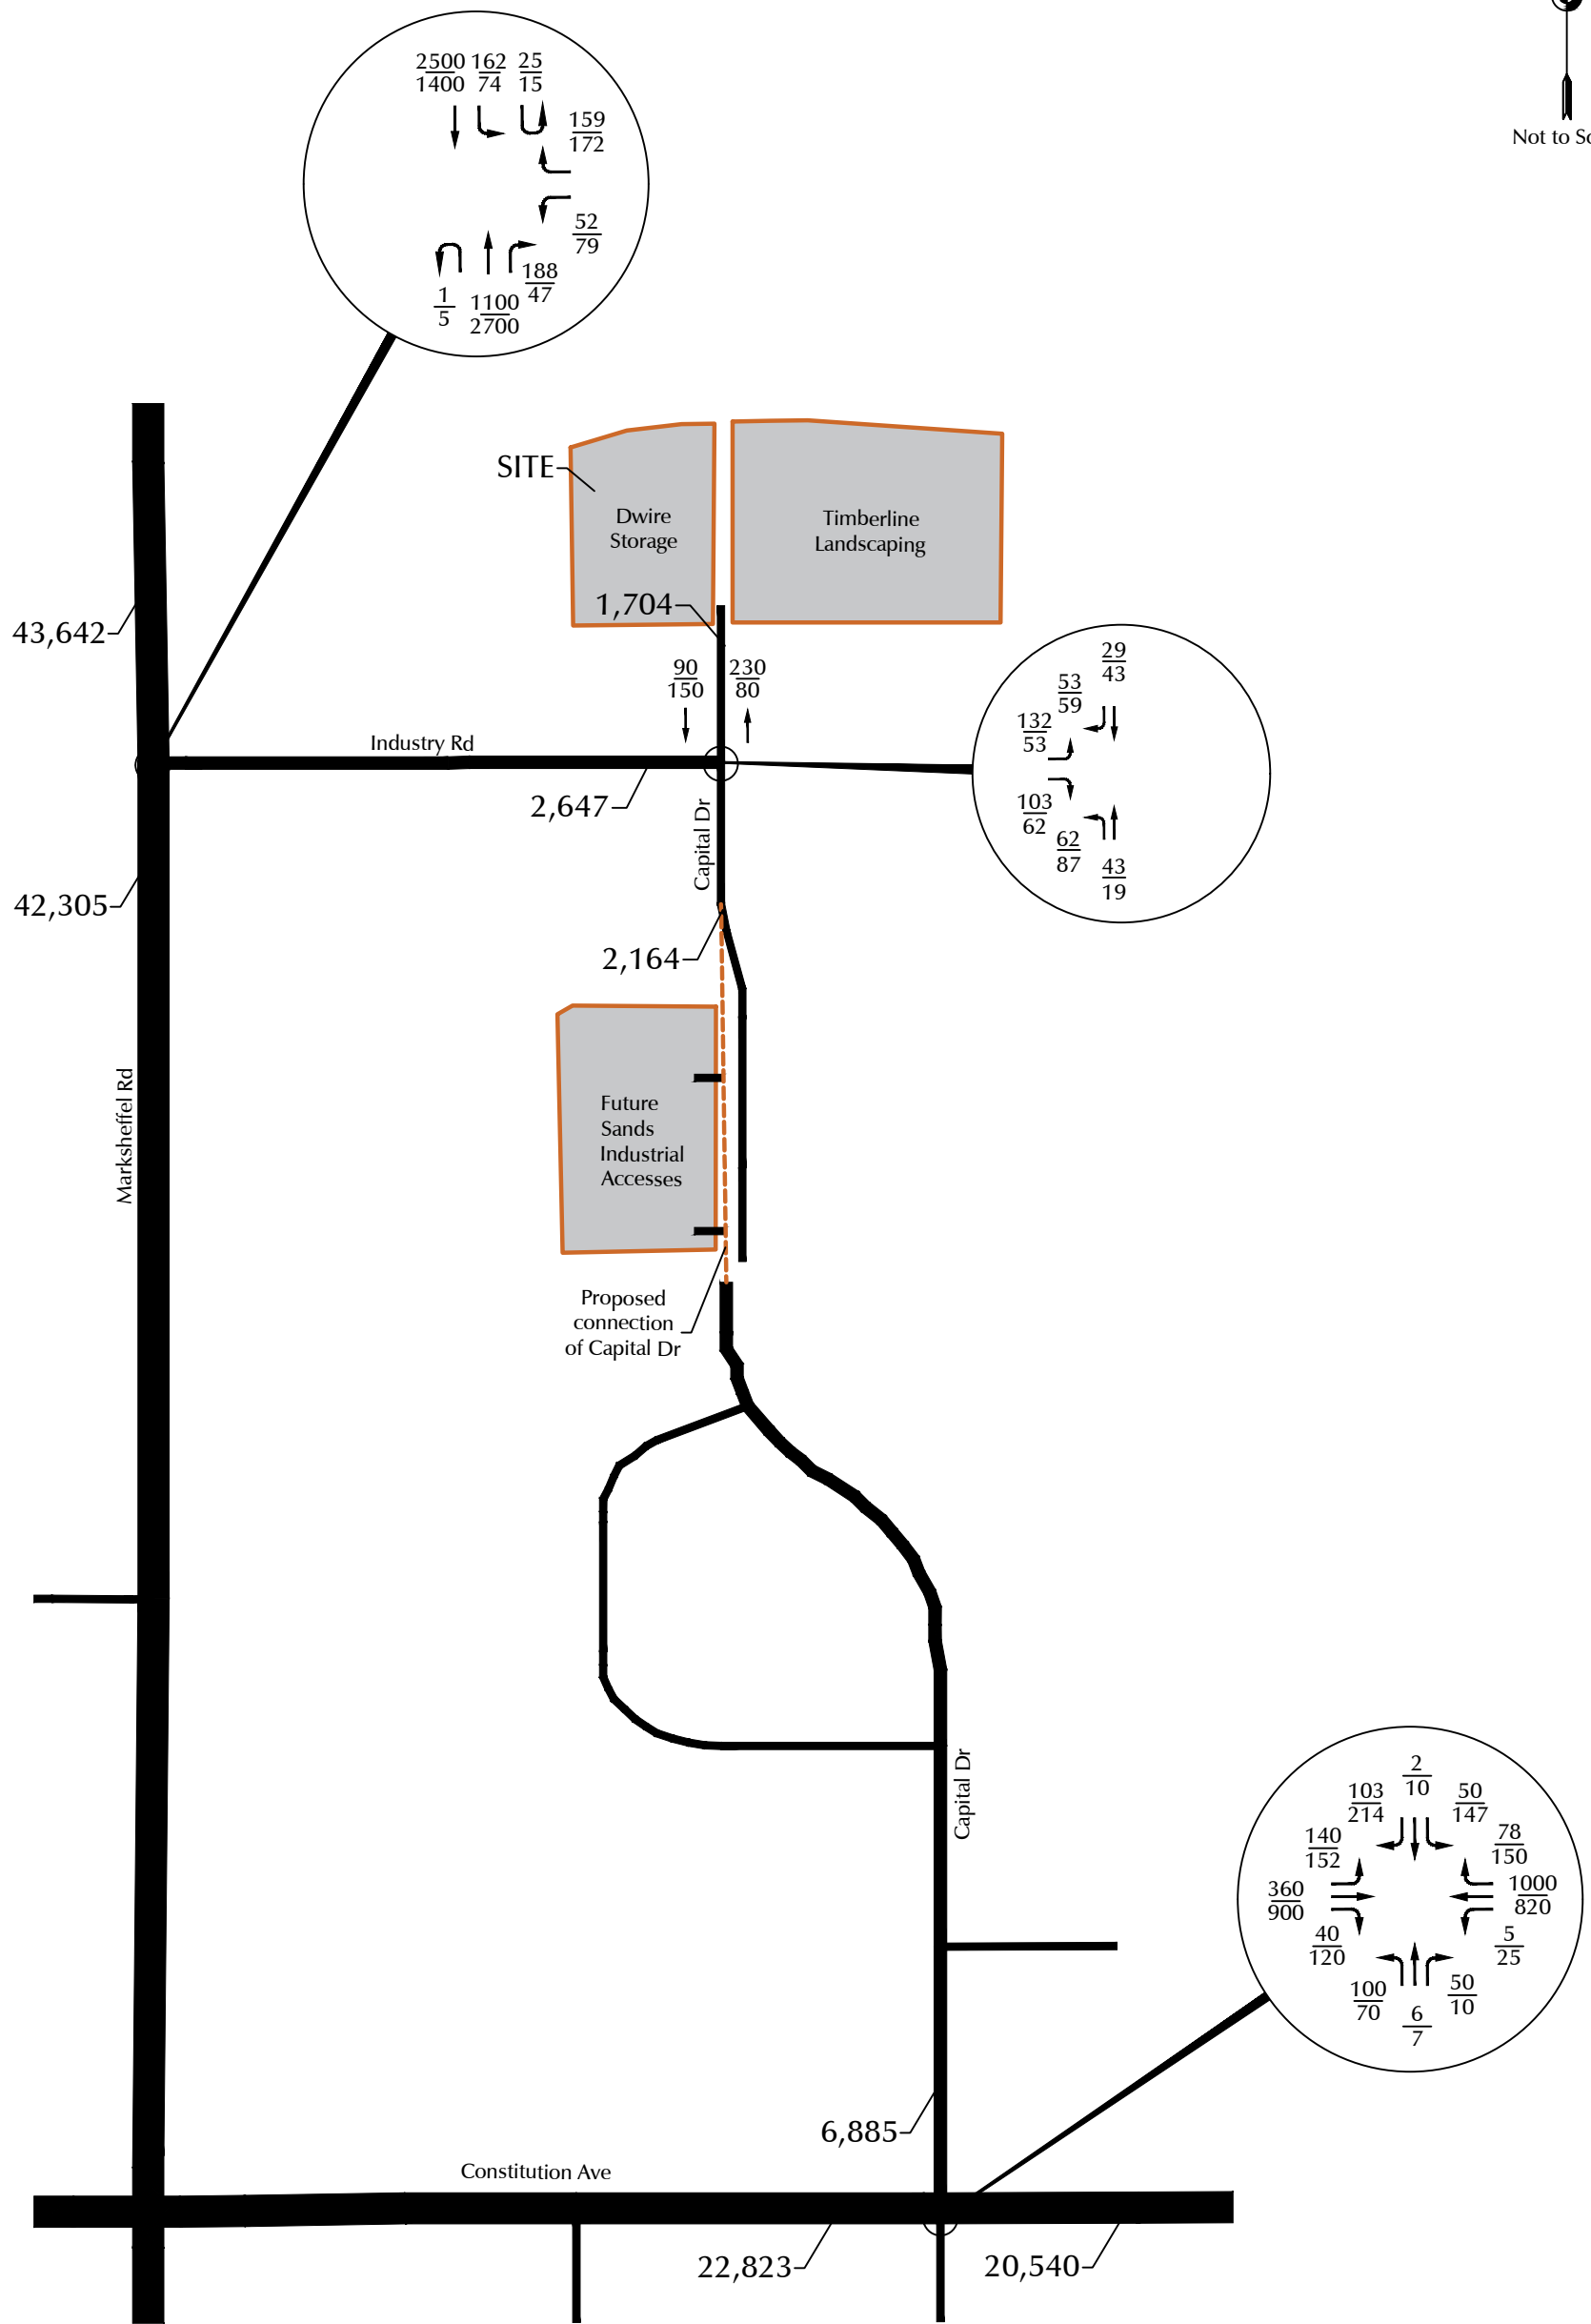 Not to Sc
2500 162 25
1400 74 15
159
172
52
79
188
47
1 1100
5 2700
SITE
Dwire
Storage
Timberline
Landscaping
1,704
43,642
90 230
150 80
29
43
53
59
132
53
103
62
62
87
43
19
Industry Rd
2,647
Capital Dr
42,305
2,164
Marksheffel Rd
Future
Sands
Industrial
Accesses
Proposed
connection
of Capital Dr
Capital Dr
2
10
103 50
214 147
140 78
152 150
360 1000
900 820
40 5
120 25
100 50
70 10
6
7
6,885
Constitution Ave
22,823
20,540